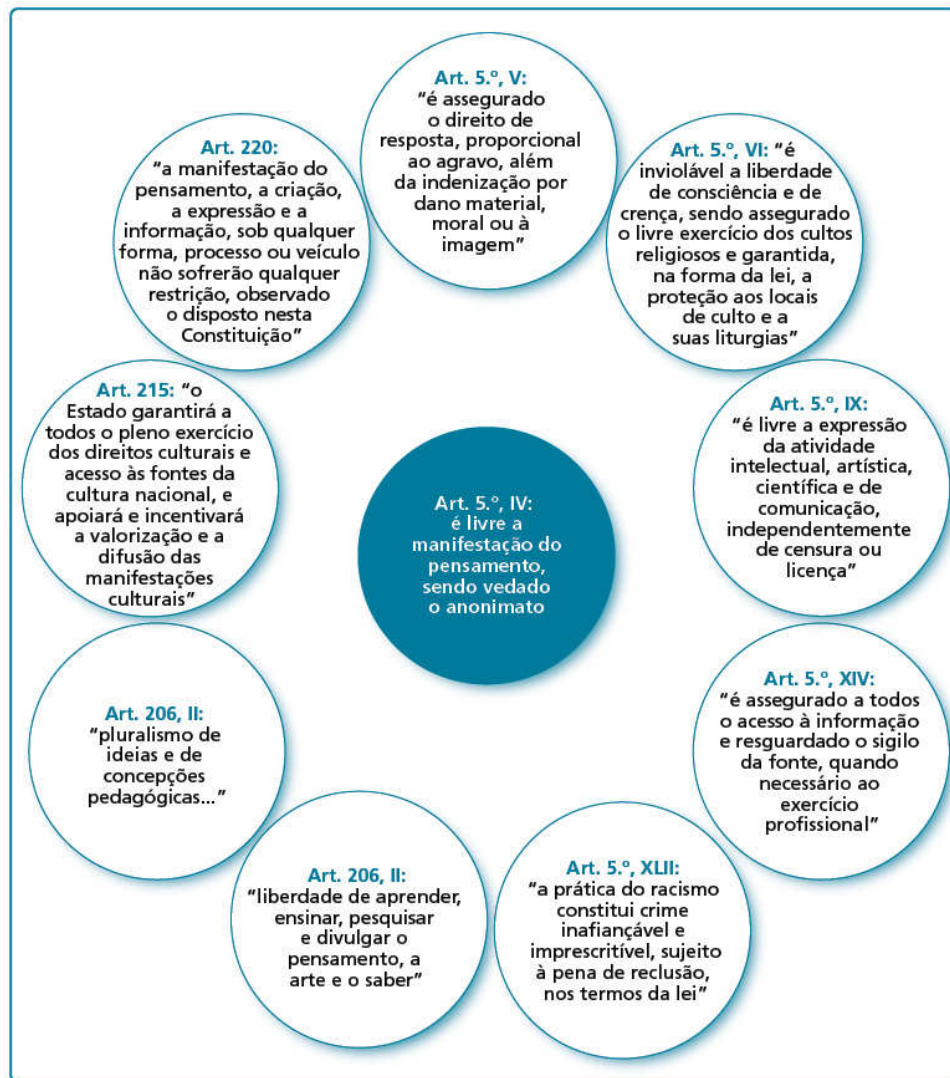 Art. 5.º, V:
“é assegurado
o direito de
resposta, proporcional
ao agravo, além
da indenização por
dano material,
moral ou à
imagem”
Art. 5.º, VI: “é
inviolável a liberdade
de consciência e de
crença, sendo assegurado
o livre exercício dos cultos
religiosos e garantida,
na forma da lei, a
proteção aos locais
de culto e a
suas liturgias”
Art. 5.º, IX:
“é livre a expressão
da atividade
intelectual, artística,
científica e de
comunicação,
independentemente
de censura ou
licença”
Art. 5.º, XIV:
“é assegurado a todos
o acesso à informação
e resguardado o sigilo
da fonte, quando
necessário ao
exercício
profissional”
Art. 5.º, XLII:
“a prática do racismo
constitui crime
inafiançável e
imprescritível, sujeito
à pena de reclusão,
nos termos da lei”
Art. 206, II:
“liberdade de aprender,
ensinar, pesquisar
e divulgar o
pensamento, a
arte e o saber”
Art. 206, II:
“pluralismo de
ideias e de
concepções
pedagógicas...”
Art. 215: “o
Estado garantirá a
todos o pleno exercício
dos direitos culturais e
acesso às fontes da
cultura nacional, e
apoiará e incentivará
a valorização e a
difusão das
manifestações
culturais”
Art. 220:
“a manifestação do
pensamento, a criação,
a expressão e a
informação, sob qualquer
forma, processo ou veículo
não sofrerão qualquer
restrição, observado
o disposto nesta
Constituição”
Art. 5.º, IV:
é livre a
manifestação do
pensamento,
sendo vedado
o anonimato